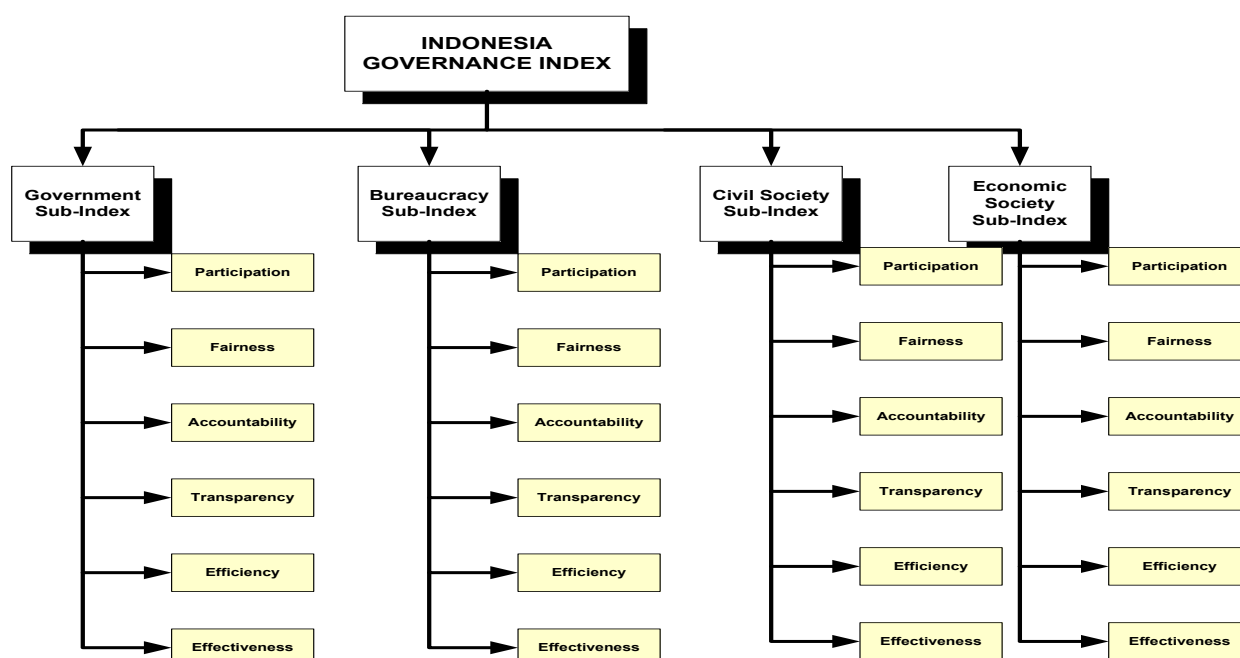 INDONESIA
GOVERNANCE INDEX
Government
Sub-Index
Bureaucracy
Sub-Index
Civil Society
Sub-Index
Economic
Society
Sub-Index
Participation
Fairness
Accountability
Transparency
Efficiency
Effectiveness
Participation
Fairness
Accountability
Transparency
Efficiency
Effectiveness
Participation
Fairness
Accountability
Transparency
Efficiency
Effectiveness
Participation
Fairness
Accountability
Transparency
Efficiency
Effectiveness